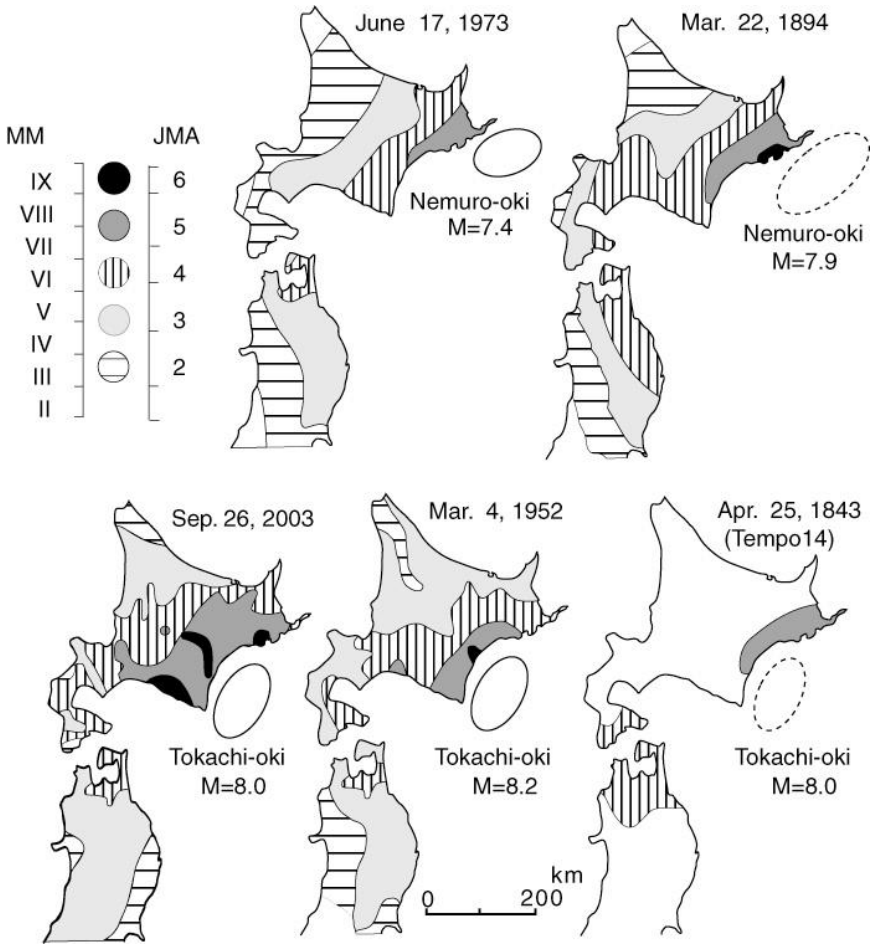 June 17, 1973
Mar. 22, 1894
MM
JMA
IX
6
VIII
5
VII
VI
4
V
3
IV
III
2
II
Nemuro-oki
M=7.4
Nemuro-oki
M=7.9
Sep. 26, 2003
Mar. 4, 1952
Apr. 25, 1843
(Tempo14)
Tokachi-oki
M=8.0
Tokachi-oki
M=8.2
Tokachi-oki
M=8.0
km
0 200